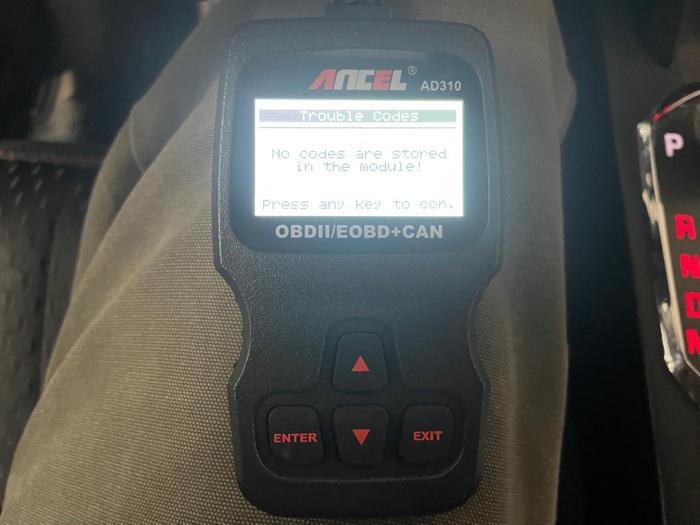 ANCEL® AD310
Trouble Codes
No codes are stored
in the module!
Press any key to con.
OBDII/EOBD+CAN
ENTER
EXIT
P
R
N
D
M